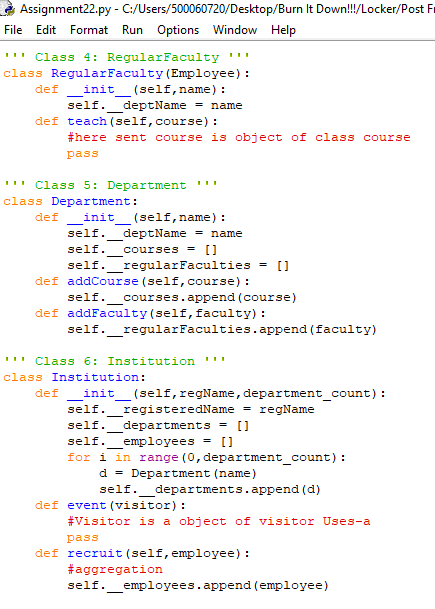 Assignment22.py - C:/Users/500060720/Desktop/Burn It Down!!!/Locker/Post
File Edit Format Run Options Window Help
''' Class 4: RegularFaculty '''
class RegularFaculty(Employee):
    def __init__(self,name):
        self.__deptName = name
    def teach(self,course):
        #here sent course is object of class course
        pass
''' Class 5: Department '''
class Department:
    def __init__(self,name):
        self.__deptName = name
        self.__courses = []
        self.__regularFaculties = []
    def addCourse(self,course):
        self.__courses.append(course)
    def addFaculty(self,faculty):
        self.__regularFaculties.append(faculty)
''' Class 6: Institution '''
class Institution:
    def __init__(self,regName,department_count):
        self.__registeredName = regName
        self.__departments = []
        self.__employees = []
        for i in range(0,department_count):
            d = Department(name)
            self.__departments.append(d)
    def event(visitor):
        #Visitor is a object of visitor Uses-a
        pass
    def recruit(self,employee):
        #aggregation
        self.__employees.append(employee)